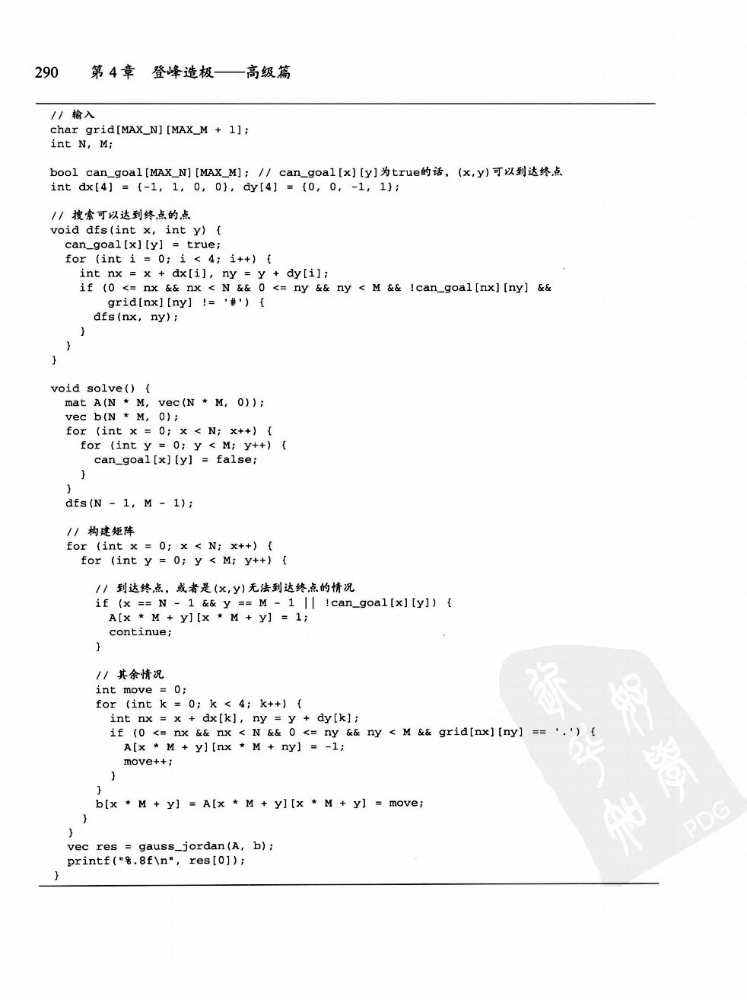 290 第 4 章 登峰造极——高级篇
// 输入
char grid[MAX_N][MAX_M + 1];
int N, M;
bool can_goal[MAX_N][MAX_M]; // can_goal[x][y]为true的话，(x,y)可以到达终点
int dx[4] = {-1, 1, 0, 0}, dy[4] = {0, 0, -1, 1};
// 搜索可以达到终点的点
void dfs(int x, int y) {
  can_goal[x][y] = true;
  for (int i = 0; i < 4; i++) {
    int nx = x + dx[i], ny = y + dy[i];
    if (0 <= nx && nx < N && 0 <= ny && ny < M && !can_goal[nx][ny] &&
        grid[nx][ny] != '#') {
      dfs(nx, ny);
    }
  }
}
void solve() {
  mat A(N * M, vec(N * M, 0));
  vec b(N * M, 0);
  for (int x = 0; x < N; x++) {
    for (int y = 0; y < M; y++) {
      can_goal[x][y] = false;
    }
  }
  dfs(N - 1, M - 1);
  // 构建矩阵
  for (int x = 0; x < N; x++) {
    for (int y = 0; y < M; y++) {
      // 到达终点，或者是(x,y)无法到达终点的情况
      if (x == N - 1 && y == M - 1 || !can_goal[x][y]) {
        A[x * M + y][x * M + y] = 1;
        continue;
      }
      // 其余情况
      int move = 0;
      for (int k = 0; k < 4; k++) {
        int nx = x + dx[k], ny = y + dy[k];
        if (0 <= nx && nx < N && 0 <= ny && ny < M && grid[nx][ny] == '.') {
          A[x * M + y][nx * M + ny] = -1;
          move++;
        }
      }
      b[x * M + y] = A[x * M + y][x * M + y] = move;
    }
  }
  vec res = gauss_jordan(A, b);
  printf("%.8f\n", res[0]);
}
PDG